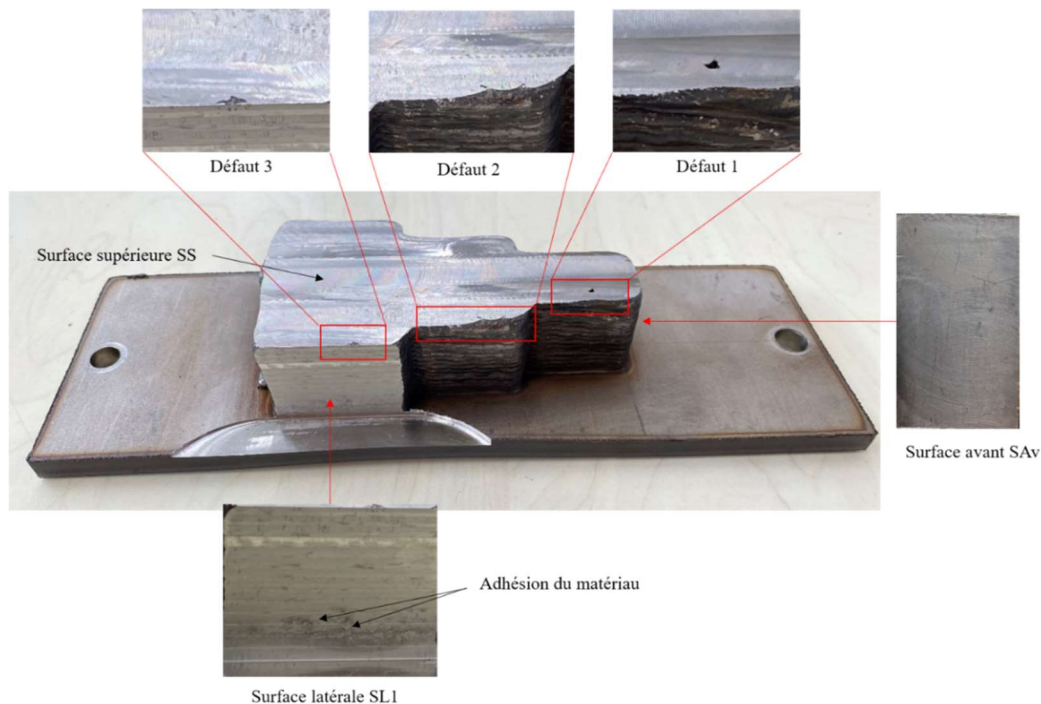 Défaut 3
Défaut 2
Défaut 1
Surface supérieure SS
Surface avant SAv
Adhésion du matériau
Surface latérale SL1